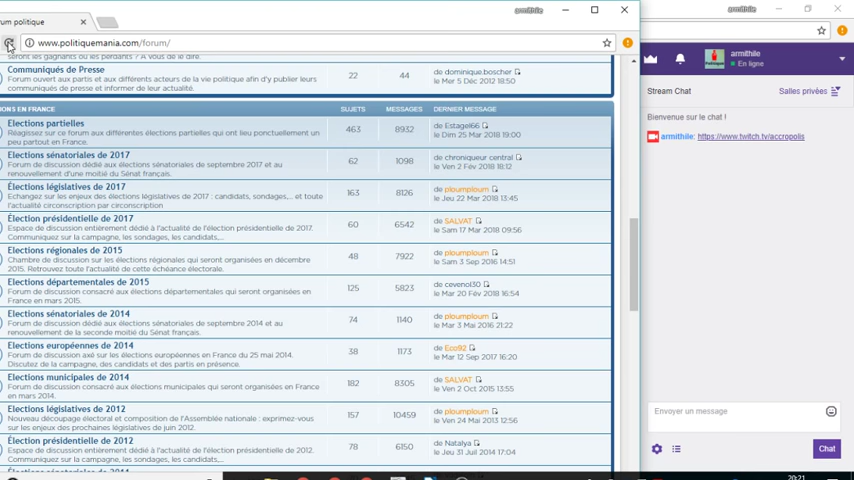 armithile
armithile
um politique
www.politiquemania.com/forum/
seront les gagnants ou les perdants ? A vous de le dire.
Communiqués de Presse
Forum ouvert aux partis et aux différents acteurs de la vie politique afin d'y publier leurs
communiqués de presse et informer de leur actualité.
22
44
de dominique.boscher
le Mer 5 Déc 2012 18:50
IONS EN FRANCE
SUJETS
MESSAGES
DERNIER MESSAGE
Elections partielles
Réagissez sur ce forum aux différents élections partielles qui ont lieu ponctuellement un
peu partout en France.
463
8932
de Estagel66
le Dim 25 Mar 2018 19:00
Elections sénatoriales de 2017
Forum de discussion dédié aux élections sénatoriales de septembre 2017 et au
renouvellement d'une moitié du Sénat français.
62
1098
de chroniqueur central
le Ven 2 Fév 2018 18:12
Élections législatives de 2017
Echangez sur les enjeux des élections législatives de 2017 : candidats, sondages,... et toute
l'actualité circonscription par circonscription
163
8126
de ploumploum
le Jeu 22 Mar 2018 13:45
Élection présidentielle de 2017
Espace de discussion entièrement dédié à l'actualité de l'élection présidentielle de 2017.
Communiquez sur la campagne, les sondages, les candidats,...
60
6542
de SALVAT
le Sam 17 Mar 2018 09:56
Elections régionales de 2015
Chambre de discussion sur les élections régionales qui seront organisées en décembre
2015. Retrouvez toute l'actualité de cette échéance électorale.
48
7922
de ploumploum
le Sam 3 Sep 2016 14:51
Elections départementales de 2015
Forum de discussion consacré aux élections départementales qui seront organisées en
France en mars 2015.
125
5823
de cevenol30
le Mar 20 Fév 2018 16:54
Elections sénatoriales de 2014
Forum de discussion dédié aux élections sénatoriales de septembre 2014 et au
renouvellement de la seconde moitié du Sénat français.
74
1140
de ploumploum
le Mar 3 Mai 2016 21:22
Elections européennes de 2014
Forum de discussion axé sur les élections européennes en France du 25 mai 2014.
Discutez de la campagne, des candidats et des partis en présence.
38
1173
de Eco92
le Mar 12 Sep 2017 16:20
Elections municipales de 2014
Forum de discussion consacré aux élections municipales qui seront organisées en France
en mars 2014.
182
8305
de SALVAT
le Ven 2 Oct 2015 13:55
Elections législatives de 2012
Nouveau découpage électoral et composition de l'Assemblée nationale : exprimez-vous
sur les enjeux des prochaines législatives de juin 2012.
157
10459
de ploumploum
le Ven 24 Mai 2013 12:56
Élection présidentielle de 2012
Espace de discussion entièrement dédié à l'actualité de l'élection présidentielle de 2012.
Communiquez sur la campagne, les sondages, les candidats,...
78
6150
de Natalya
le Jeu 31 Juil 2014 17:04
Elections sénatoriales de 2011
armithile
En ligne
Stream Chat
Salles privées
Bienvenue sur le chat !
armithile: https://www.twitch.tv/accropolis
Envoyer un message
Chat
20:21